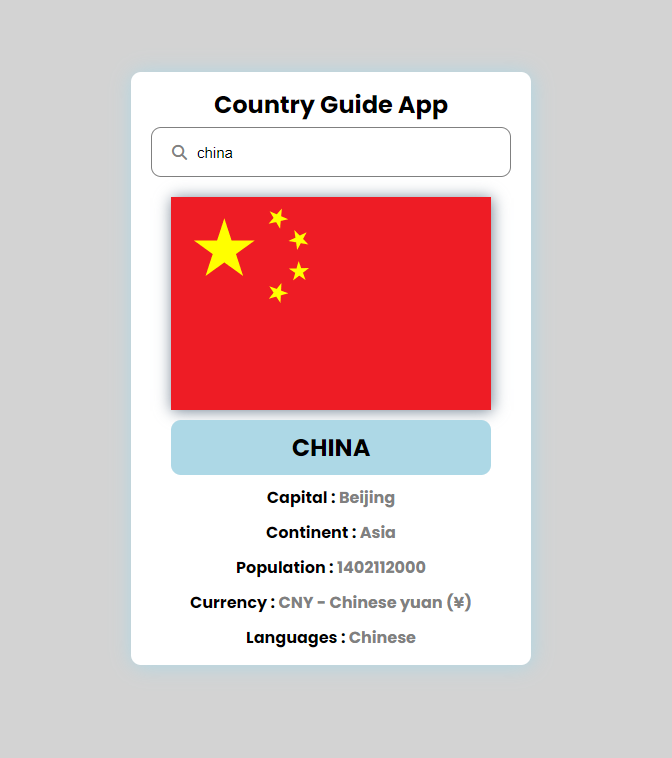 Country Guide App
china
CHINA
Capital : Beijing
Continent : Asia
Population : 1402112000
Currency : CNY - Chinese yuan (¥)
Languages : Chinese